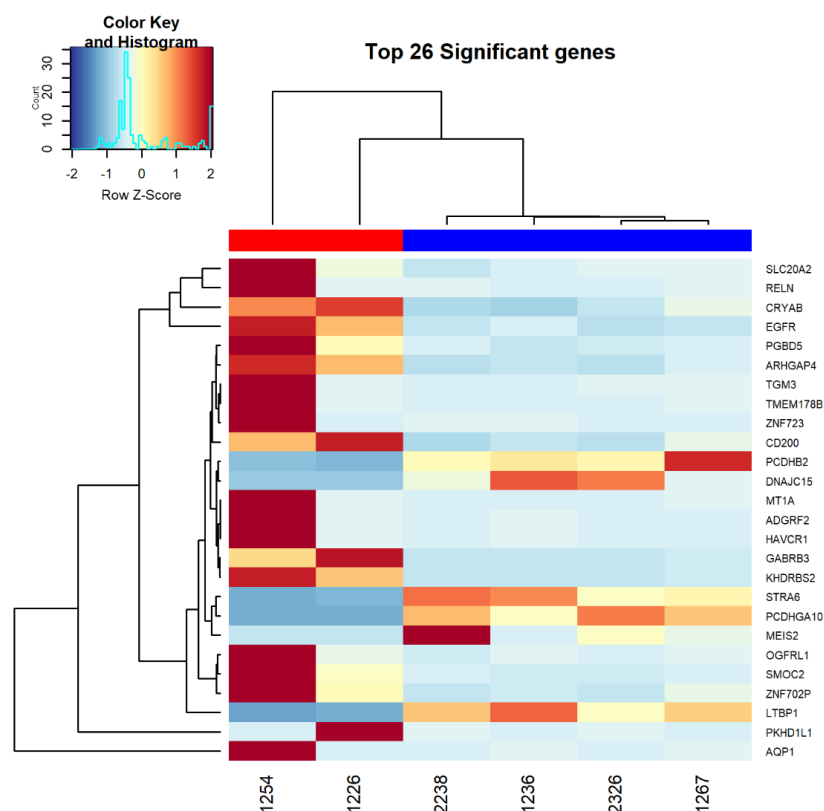 Color Key
and Histogram
Top 26 Significant genes
Count
0 10 20 30
-2 -1 0 1 2
Row Z-Score
SLC20A2
RELN
CRYAB
EGFR
PGBD5
ARHGAP4
TGM3
TMEM178B
ZNF723
CD200
PCDHB2
DNAJC15
MT1A
ADGRF2
HAVCR1
GABRB3
KHDRBS2
STRA6
PCDHGA10
MEIS2
OGFRL1
SMOC2
ZNF702P
LTBP1
PKHD1L1
AQP1
1254 1226 2238 1236 2326 1267